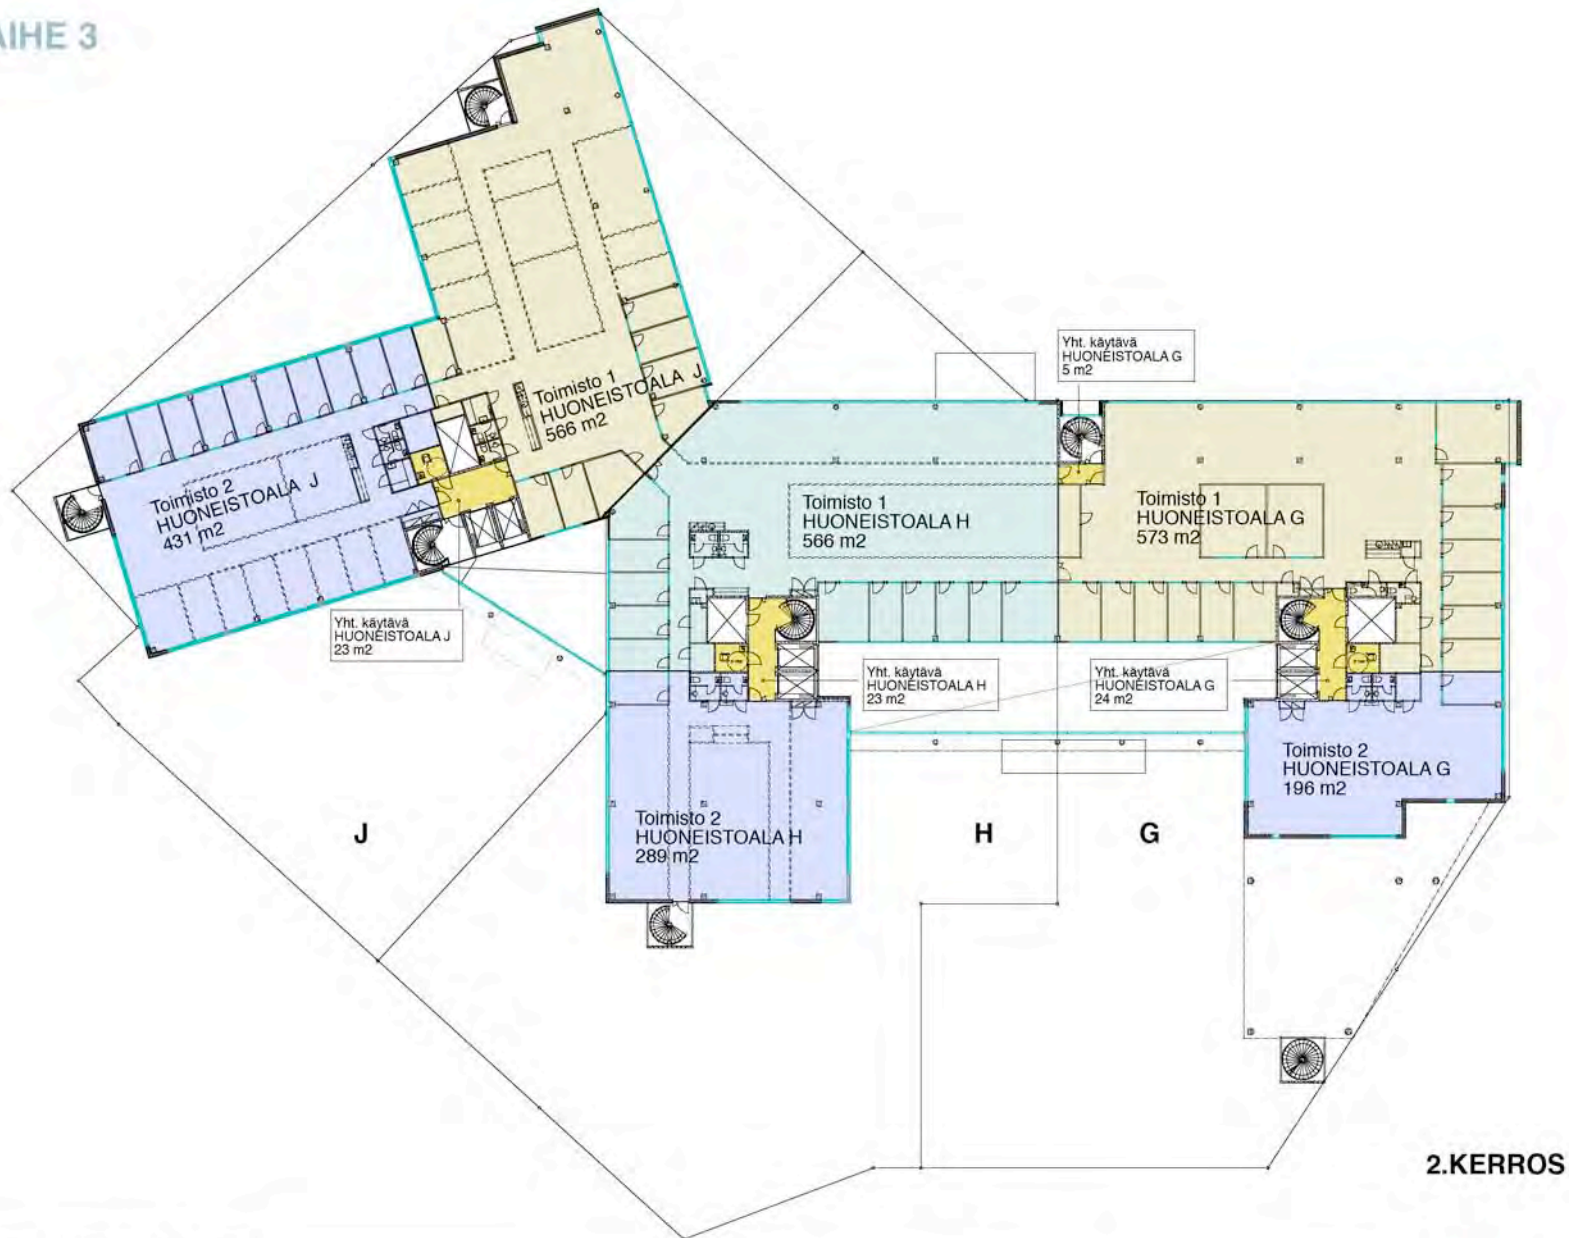 AIHE 3
Yht. käytävä
HUONEISTOALA G
5 m2
Toimisto 1
HUONEISTOALA J
566 m2
Toimisto 2
HUONEISTOALA J
431 m2
Toimisto 1
HUONEISTOALA H
566 m2
Toimisto 1
HUONEISTOALA G
573 m2
Yht. käytävä
HUONEISTOALA J
23 m2
Yht. käytävä
HUONEISTOALA H
23 m2
Yht. käytävä
HUONEISTOALA G
24 m2
Toimisto 2
HUONEISTOALA G
196 m2
Toimisto 2
HUONEISTOALA H
289 m2
J
H
G
2.KERROS